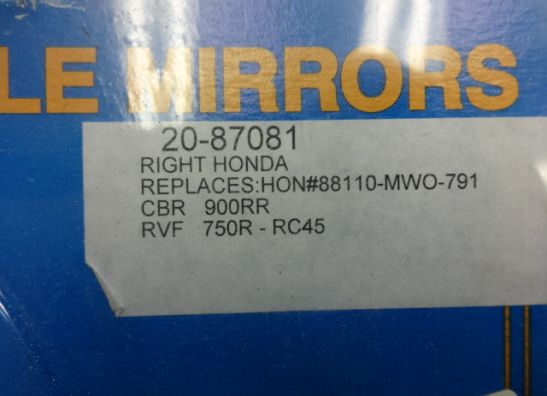 LE MIRRORS
20-87081
RIGHT HONDA
REPLACES:HON#88110-MWO-791
CBR 900RR
RVF 750R - RC45